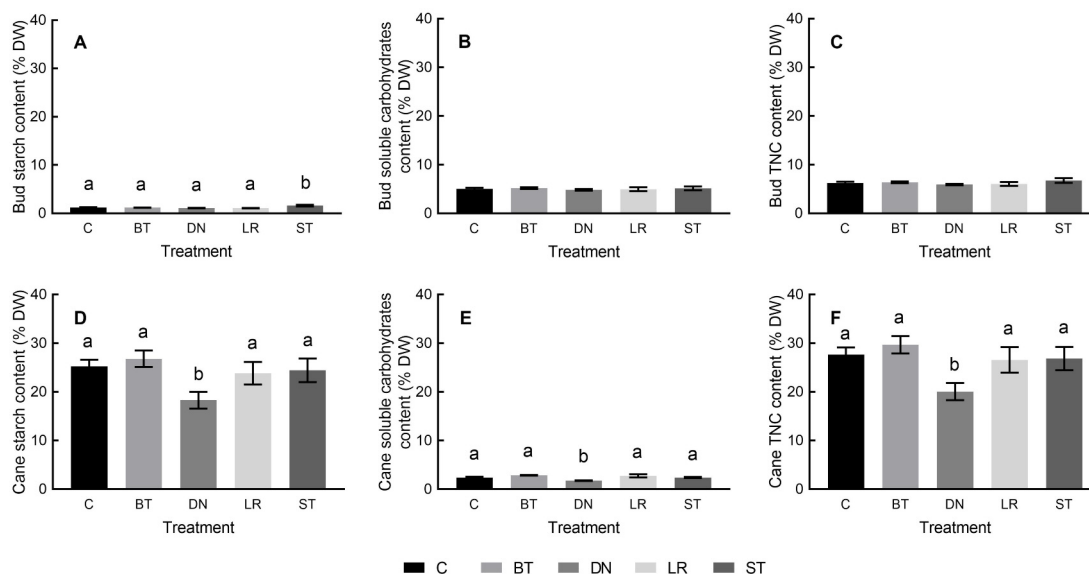 A
Bud starch content (% DW)
40
30
20
10
0
a a a a b
C BT DN LR ST
Treatment
B
Bud soluble carbohydrates
content (% DW)
40
30
20
10
0
C BT DN LR ST
Treatment
C
Bud TNC content (% DW)
40
30
20
10
0
C BT DN LR ST
Treatment
D
Cane starch content (% DW)
40
30
20
10
0
a a b a a
C BT DN LR ST
Treatment
E
Cane soluble carbohydrates
content (% DW)
40
30
20
10
0
a a b a a
C BT DN LR ST
Treatment
F
Cane TNC content (% DW)
40
30
20
10
0
a a b a a
C BT DN LR ST
Treatment
C BT DN LR ST